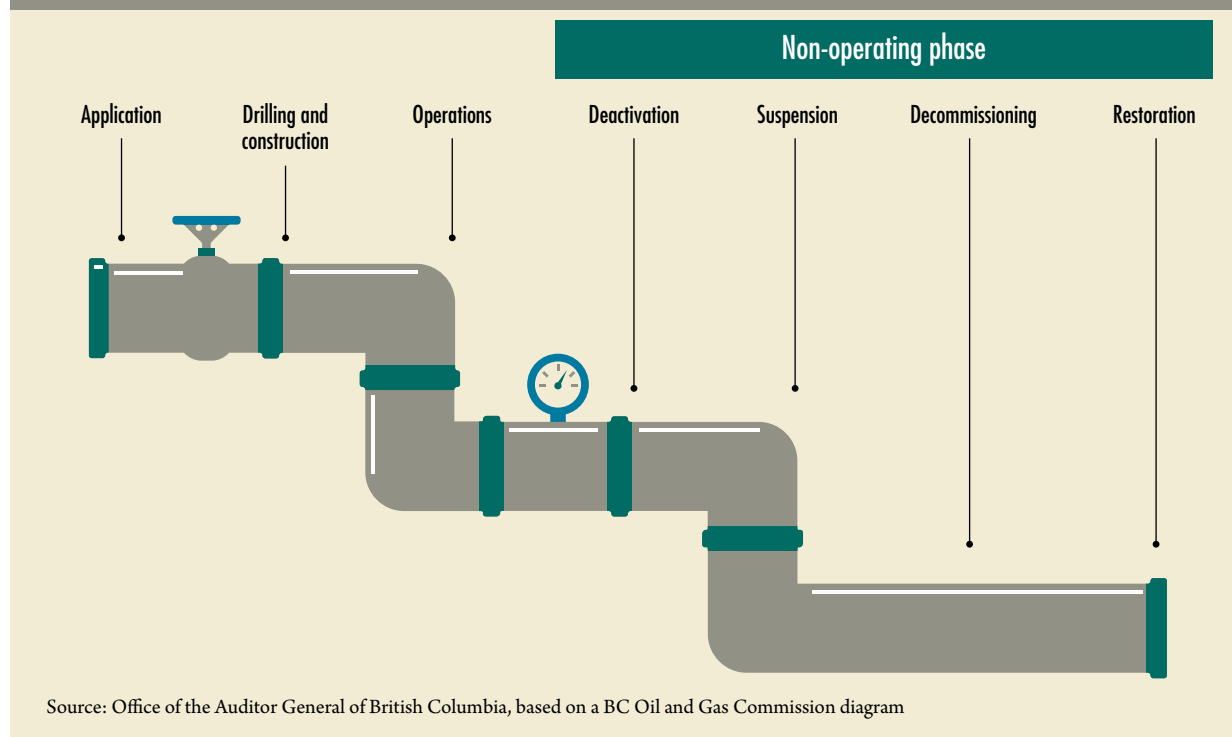 Non-operating phase
Application
Drilling and
construction
Operations
Deactivation
Suspension
Decommissioning
Restoration
Source: Office of the Auditor General of British Columbia, based on a BC Oil and Gas Commission diagram